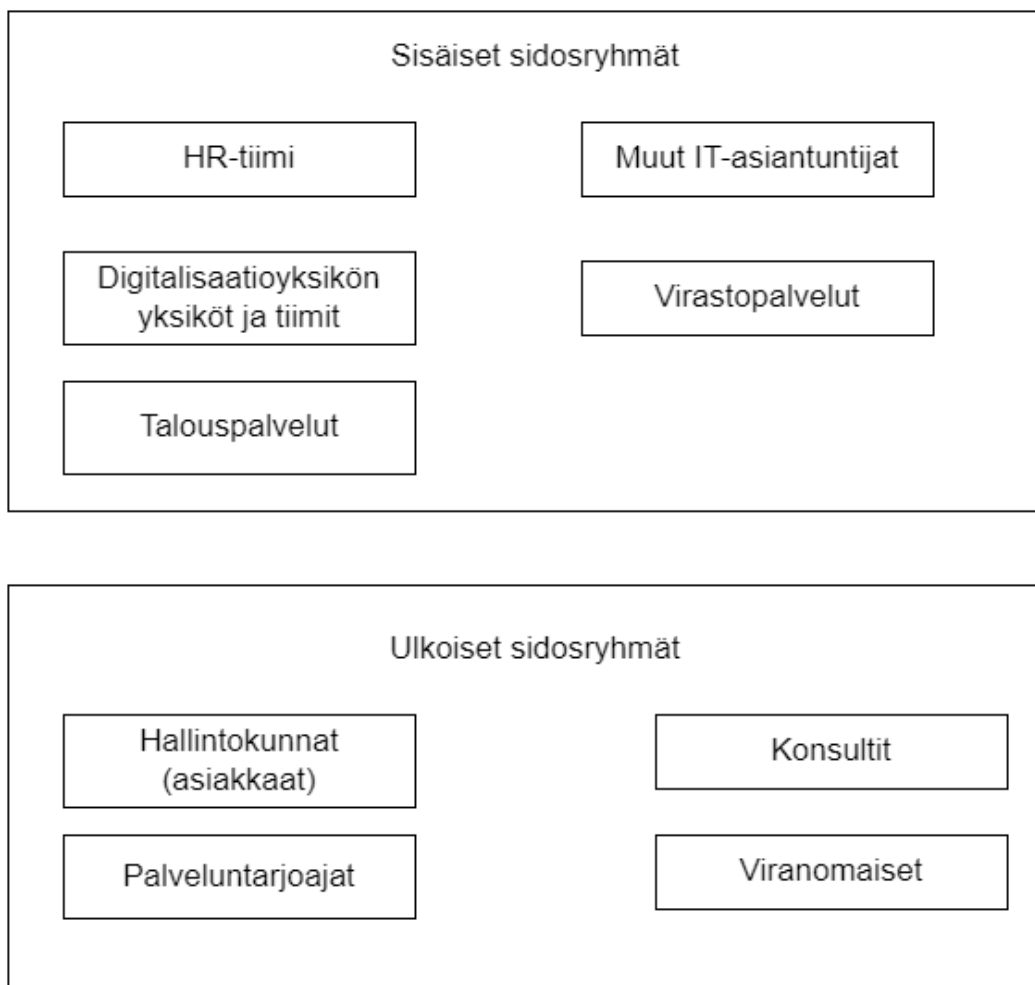 Sisäiset sidosryhmät
HR-tiimi
Muut IT-asiantuntijat
Digitalisaatioyksikön
yksiköt ja tiimit
Virastopalvelut
Talouspalvelut
Ulkoiset sidosryhmät
Hallintokunnat
(asiakkaat)
Konsultit
Palveluntarjoajat
Viranomaiset